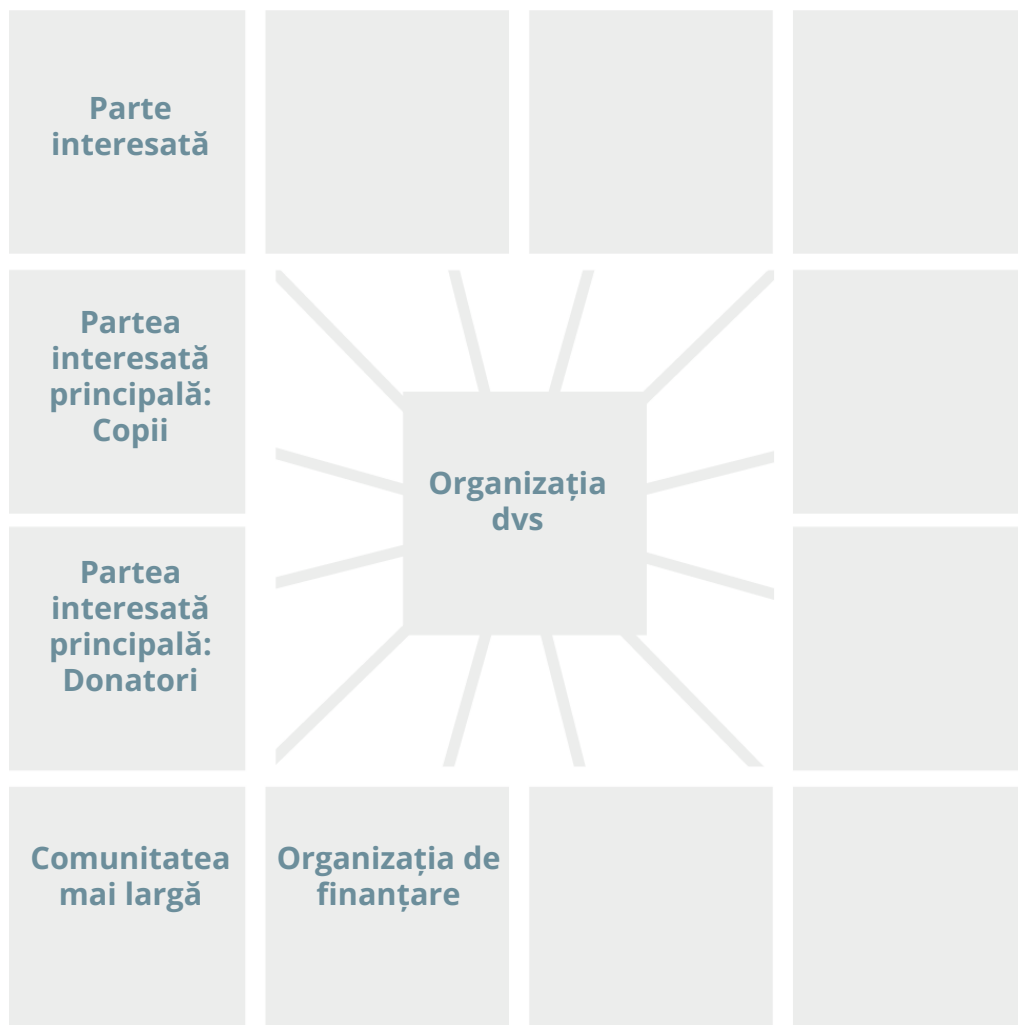 Parte
interesată
Partea
interesată
principală:
Copii
Organizația
dvs
Partea
interesată
principală:
Donatori
Comunitatea
mai largă
Organizația de
finanțare